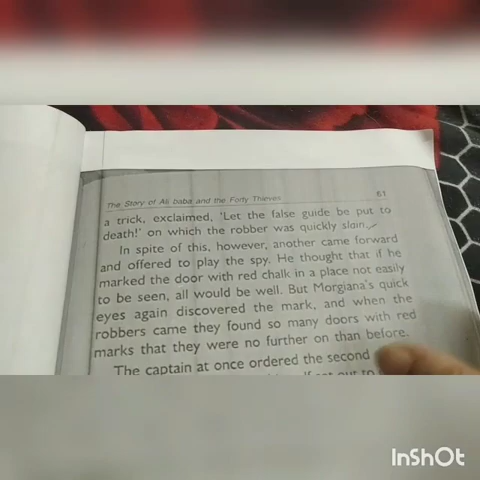 The Story of Ali baba and the Forty Thieves 61
a trick, exclaimed, 'Let the false guide be put to
death!' on which the robber was quickly slain.
In spite of this, however, another came forward
and offered to play the spy. He thought that if he
marked the door with red chalk in a place not easily
to be seen, all would be well. But Morgiana's quick
eyes again discovered the mark, and when the
robbers came they found so many doors with red
marks that they were no further on than before.
The captain at once ordered the second
out to
InShOt